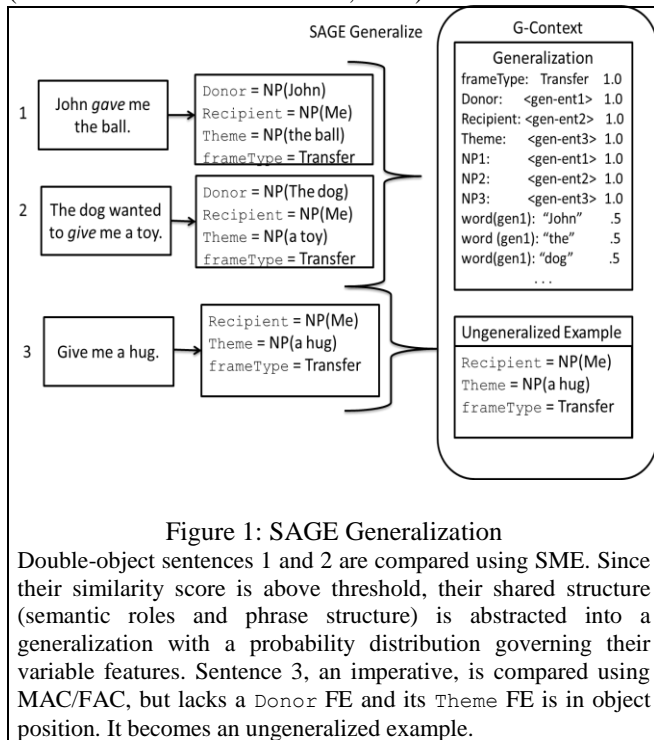 SAGE Generalize
G-Context
1
John gave me
the ball.
Donor = NP(John)
Recipient = NP(Me)
Theme = NP(the ball)
frameType = Transfer
2
The dog wanted
to give me a toy.
Donor = NP(The dog)
Recipient = NP(Me)
Theme = NP(a toy)
frameType = Transfer
3
Give me a hug.
Recipient = NP(Me)
Theme = NP(a hug)
frameType = Transfer
Generalization
frameType: Transfer 1.0
Donor: <gen-ent1> 1.0
Recipient: <gen-ent2> 1.0
Theme: <gen-ent3> 1.0
NP1: <gen-ent1> 1.0
NP2: <gen-ent2> 1.0
NP3: <gen-ent3> 1.0
word(gen1): “John” .5
word (gen1): “the” .5
word(gen1): “dog” .5
...
Ungeneralized Example
Recipient = NP(Me)
Theme = NP(a hug)
frameType = Transfer
Figure 1: SAGE Generalization
Double-object sentences 1 and 2 are compared using SME. Since
their similarity score is above threshold, their shared structure
(semantic roles and phrase structure) is abstracted into a
generalization with a probability distribution governing their
variable features. Sentence 3, an imperative, is compared using
MAC/FAC, but lacks a Donor FE and its Theme FE is in object
position. It becomes an ungeneralized example.